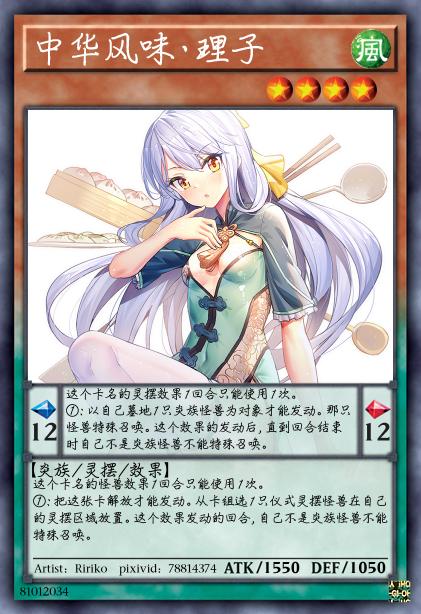 中华风味·理子
風
这个卡名的灵摆效果1回合只能使用1次。
①:以自己墓地1只炎族怪兽为对象才能发动。那只
怪兽特殊召唤。这个效果的发动后,直到回合结束
时自己不是炎族怪兽不能特殊召唤。
12
12
【炎族/灵摆/效果】
这个卡名的怪兽效果1回合只能使用1次。
①:把这张卡解放才能发动。从卡组选1只仪式灵摆怪兽在自己
的灵摆区域放置。这个效果发动的回合,自己不是炎族怪兽不能
特殊召唤。
Artist: Ririko pixivid: 78814374 ATK/1550 DEF/1050
81012034